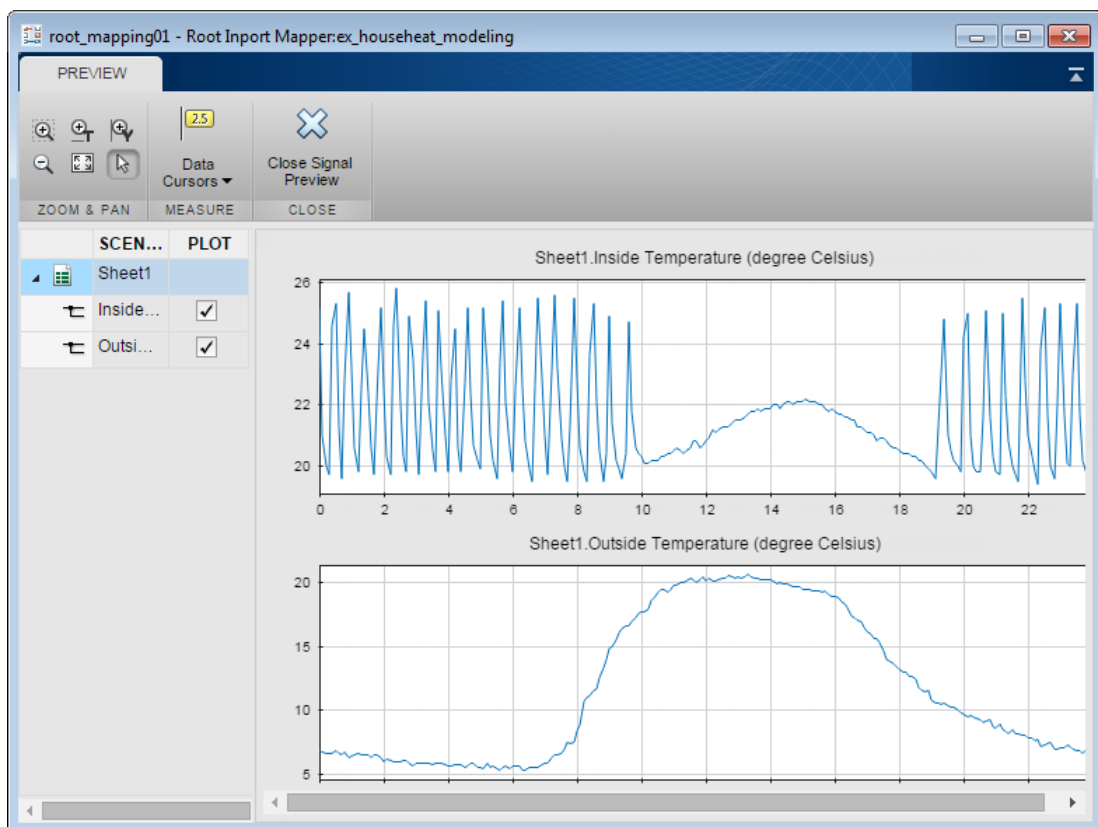 root_mapping01 - Root Inport Mapper:ex_househeat_modeling
PREVIEW
2.5
Data
Cursors
Close Signal
Preview
ZOOM & PAN
MEASURE
CLOSE
SCEN... PLOT
Sheet1
Inside...
Outsi...
Sheet1.Inside Temperature (degree Celsius)
26
24
22
20
0 2 4 6 8 10 12 14 16 18 20 22
Sheet1.Outside Temperature (degree Celsius)
20
15
10
5